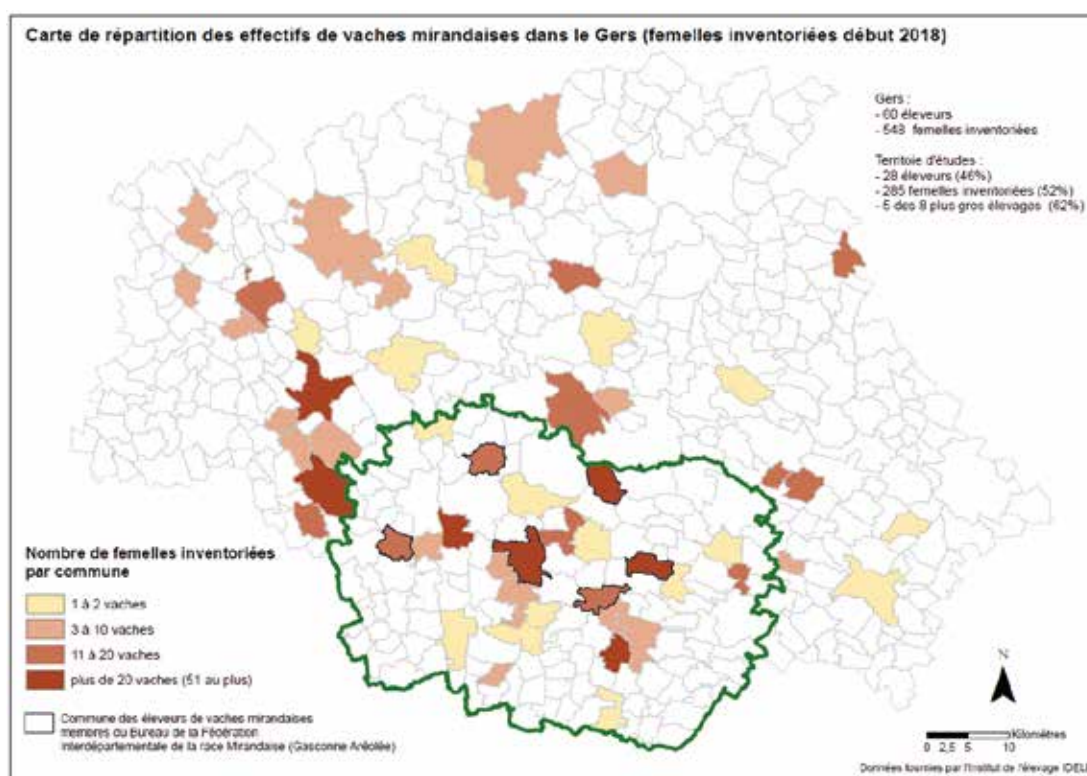 Carte de répartition des effectifs de vaches mirandaises dans le Gers (femelles inventoriées début 2018)
Gers :
- 60 éleveurs
- 548 femelles inventoriées
Territoie d'études :
- 28 éleveurs (46%)
- 285 femelles inventoriées (52%)
- 5 des 8 plus gros élevages (62%)
Nombre de femelles inventoriées
par commune
1 à 2 vaches
3 à 10 vaches
11 à 20 vaches
plus de 20 vaches (51 au plus)
Commune des éleveurs de vaches mirandaises
membres du Bureau de la Fédération
Interdépartementale de la race Mirandaise (Gasconne Aréolée)
N
Kilomètres
0 2,5 5 10
Données fournies par l'Institut de l'élevage (IDELE